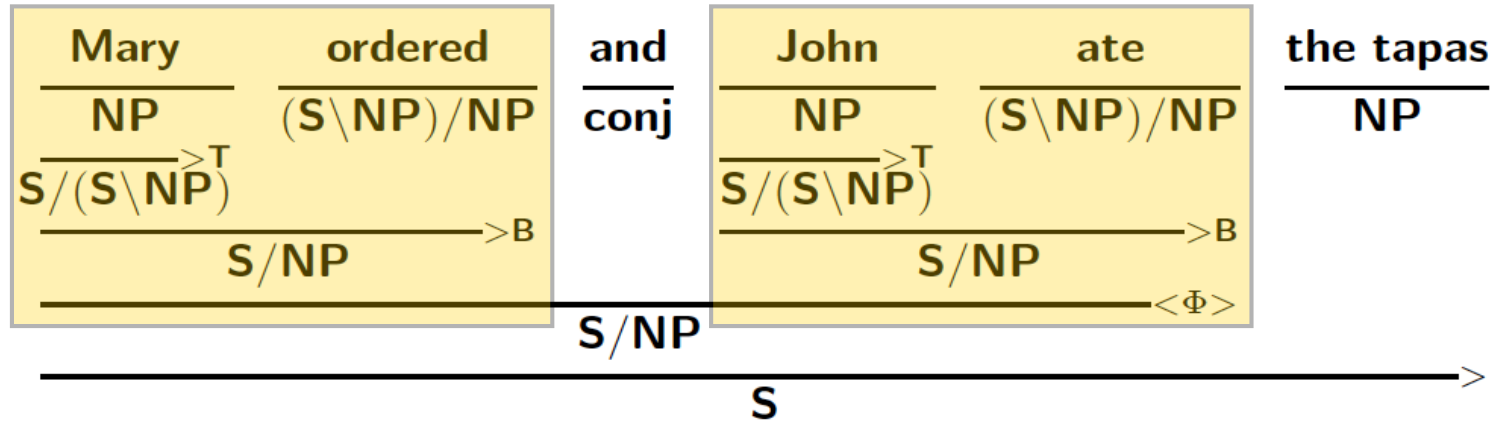 Mary ordered and John ate the tapas
NP (S\NP)/NP conj NP (S\NP)/NP NP
>T >T
S/(S\NP) S/(S\NP)
>B >B
S/NP S/NP
<Φ>
S/NP
>
S